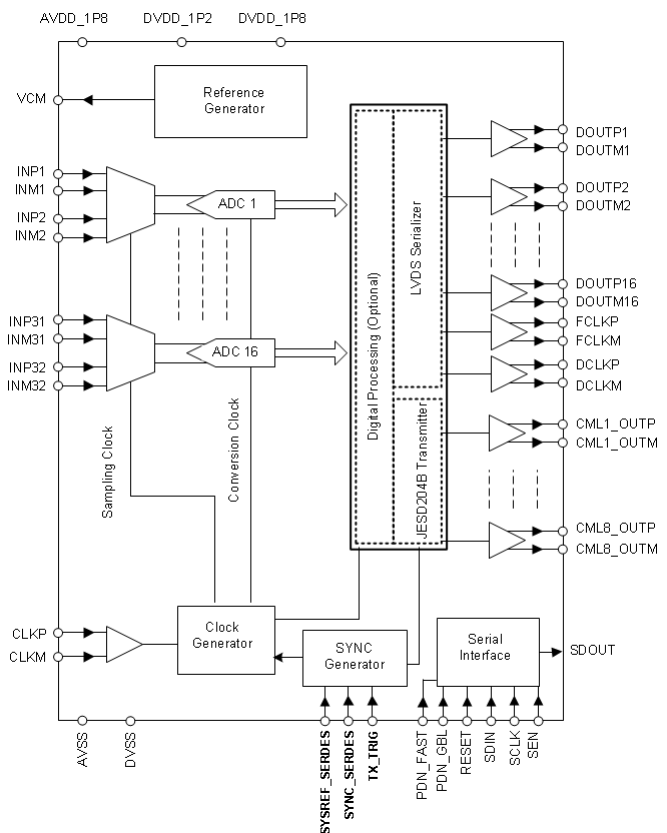 AVDD_1P8
DVDD_1P2
DVDD_1P8
Reference
Generator
VCM
INP1
INM1
INP2
INM2
ADC 1
INP31
INM31
INP32
INM32
ADC 16
Sampling Clock
Conversion Clock
Digital Processing (Optional)
LVDS Serializer
JESD204B Transmitter
DOUTP1
DOUTM1
DOUTP2
DOUTM2
DOUTP16
DOUTM16
FCLKP
FCLKM
DCLKP
DCLKM
CML1_OUTP
CML1_OUTM
CML8_OUTP
CML8_OUTM
CLKP
CLKM
Clock
Generator
SYNC
Generator
Serial
Interface
SDOUT
AVSS
DVSS
SYSREF_SERDES
SYNC_SERDES
TX_TRIG
PDN_FAST
PDN_GBL
RESET
SDIN
SCLK
SEN